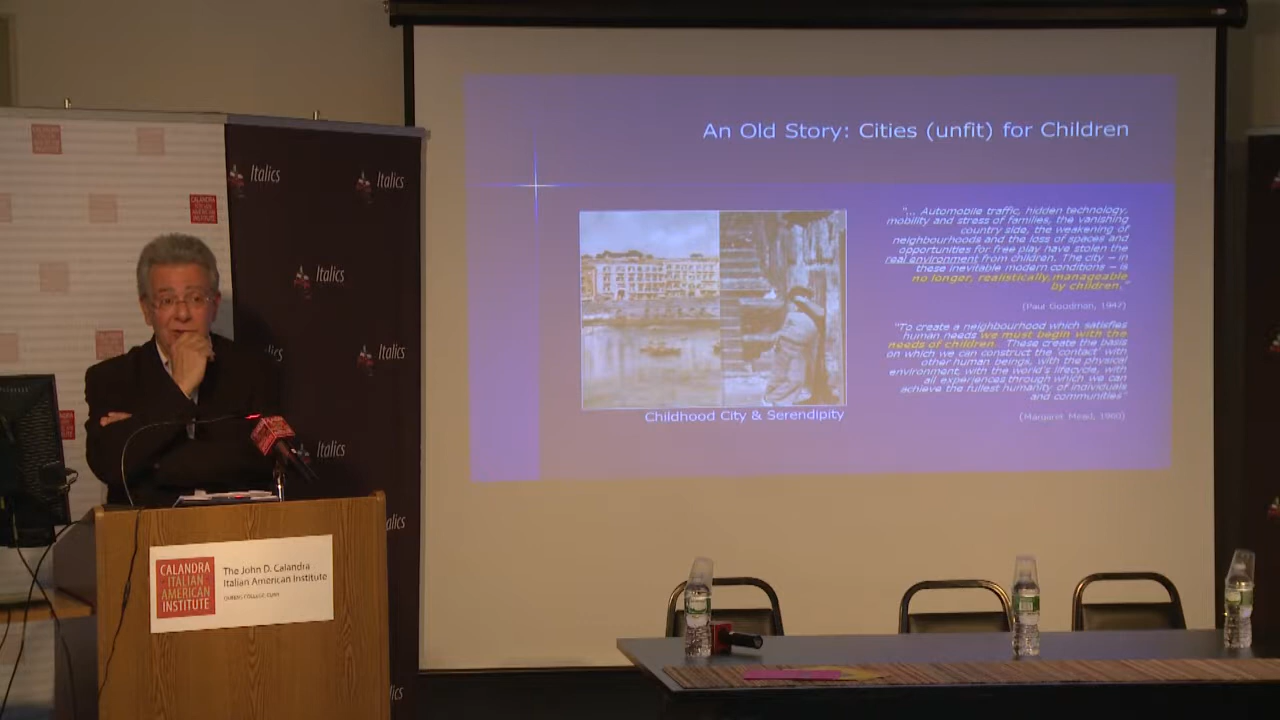 An Old Story: Cities (unfit) for Children
"... Automobile traffic, hidden technology,
mobility and stress of families, the vanishing
country side, the weakening of
neighbourhoods and the loss of spaces and
opportunities for free play have stolen the
real environment from children. The city – in
these inevitable modern conditions – is
no longer, realistically, manageable
by children."
(Paul Goodman, 1947)
"To create a neighbourhood which satisfies
human needs we must begin with the
needs of children. These create the basis
on which we can construct the 'contact' with
other human beings, with the physical
environment, with the world's lifecycle, with
all experiences through which we can
achieve the fullest humanity of individuals
and communities"
(Margaret Mead, 1960)
Childhood City & Serendipity
Italics
Italics
Italics
Italics
Italics
CALANDRA
ITALIAN
AMERICAN
INSTITUTE
The John D. Calandra
Italian American Institute
QUEENS COLLEGE, CUNY